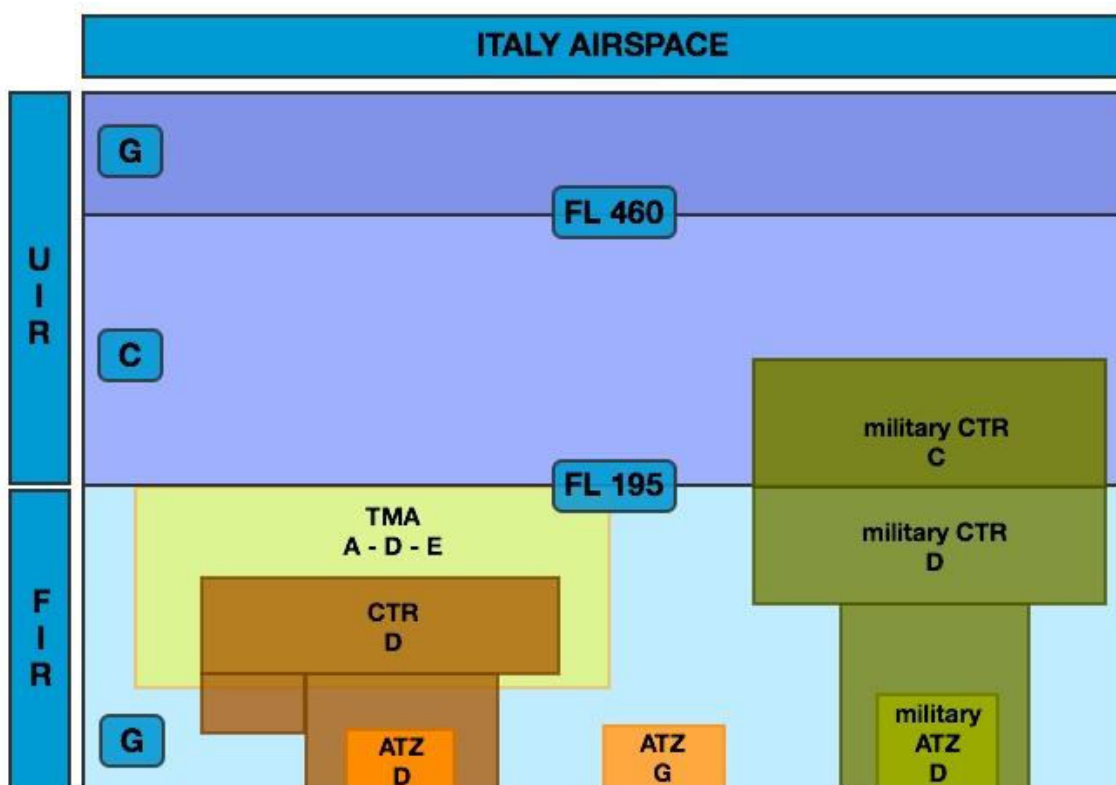 ITALY AIRSPACE
G
FL 460
U
I
R
C
military CTR
C
FL 195
TMA
A - D - E
military CTR
D
F
I
R
CTR
D
G
ATZ
D
ATZ
G
military
ATZ
D